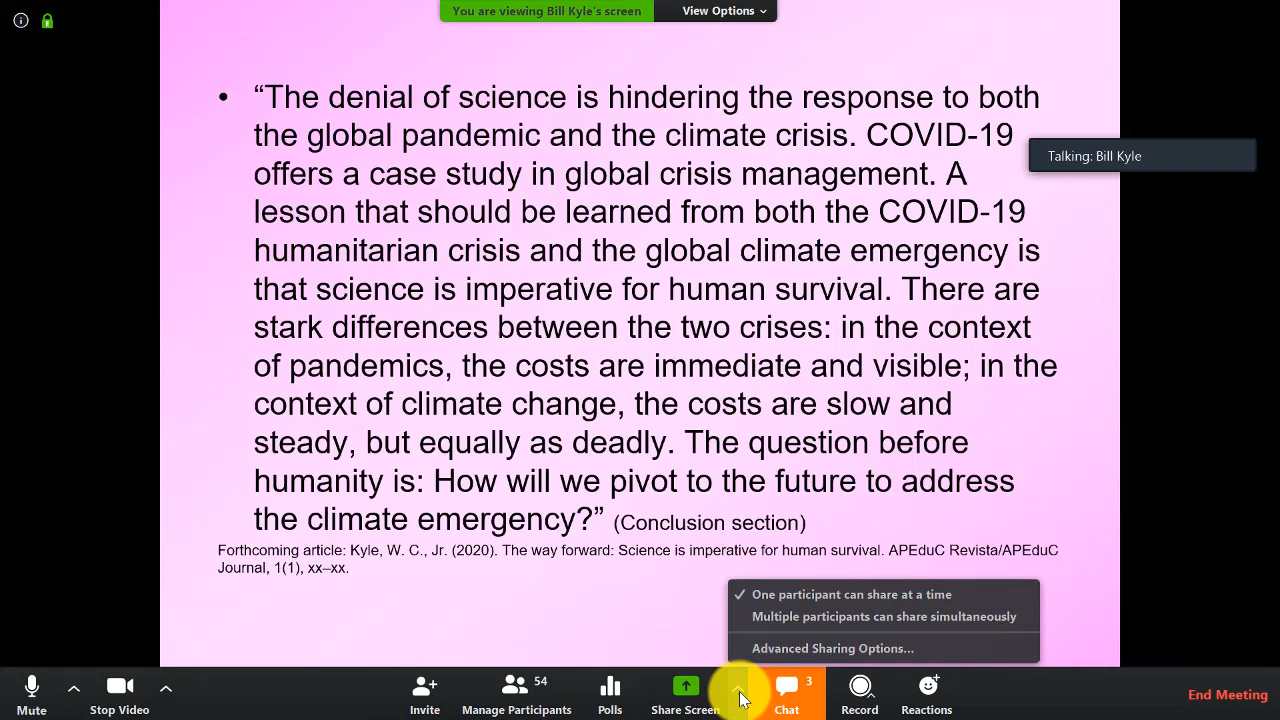 You are viewing Bill Kyle's screen
View Options
• “The denial of science is hindering the response to both
the global pandemic and the climate crisis. COVID-19
offers a case study in global crisis management. A
lesson that should be learned from both the COVID-19
humanitarian crisis and the global climate emergency is
that science is imperative for human survival. There are
stark differences between the two crises: in the context
of pandemics, the costs are immediate and visible; in the
context of climate change, the costs are slow and
steady, but equally as deadly. The question before
humanity is: How will we pivot to the future to address
the climate emergency?” (Conclusion section)
Forthcoming article: Kyle, W. C., Jr. (2020). The way forward: Science is imperative for human survival. APEduC Revista/APEduC
Journal, 1(1), xx–xx.
Talking: Bill Kyle
One participant can share at a time
Multiple participants can share simultaneously
Advanced Sharing Options...
Mute
Stop Video
Invite
54
Manage Participants
Polls
Share Screen
3
Chat
Record
Reactions
End Meeting